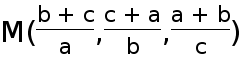 M((b + c)/a, (c + a)/b, (a + b)/c)